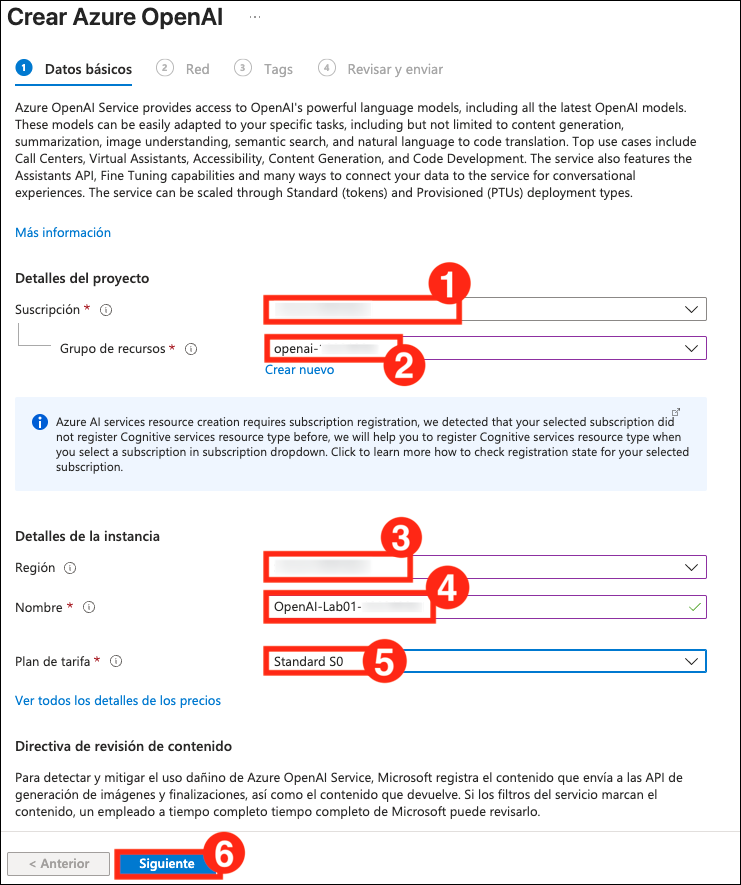 Crear Azure OpenAI ...
1 Datos básicos 2 Red 3 Tags 4 Revisar y enviar
Azure OpenAI Service provides access to OpenAI's powerful language models, including all the latest OpenAI models.
These models can be easily adapted to your specific tasks, including but not limited to content generation,
summarization, image understanding, semantic search, and natural language to code translation. Top use cases include
Call Centers, Virtual Assistants, Accessibility, Content Generation, and Code Development. The service also features the
Assistants API, Fine Tuning capabilities and many ways to connect your data to the service for conversational
experiences. The service can be scaled through Standard (tokens) and Provisioned (PTUs) deployment types.
Más información
Detalles del proyecto
1
Suscripción *
Grupo de recursos * openai-
2
Crear nuevo
Azure AI services resource creation requires subscription registration, we detected that your selected subscription did
not register Cognitive services resource type before, we will help you to register Cognitive services resource type when
you select a subscription in subscription dropdown. Click to learn more how to check registration state for your selected
subscription.
Detalles de la instancia
3
Región
4
Nombre * OpenAI-Lab01-
Plan de tarifa * Standard S0 5
Ver todos los detalles de los precios
Directiva de revisión de contenido
Para detectar y mitigar el uso dañino de Azure OpenAI Service, Microsoft registra el contenido que envía a las API de
generación de imágenes y finalizaciones, así como el contenido que devuelve. Si los filtros del servicio marcan el
contenido, un empleado a tiempo completo tiempo completo de Microsoft puede revisarlo.
< Anterior Siguiente 6